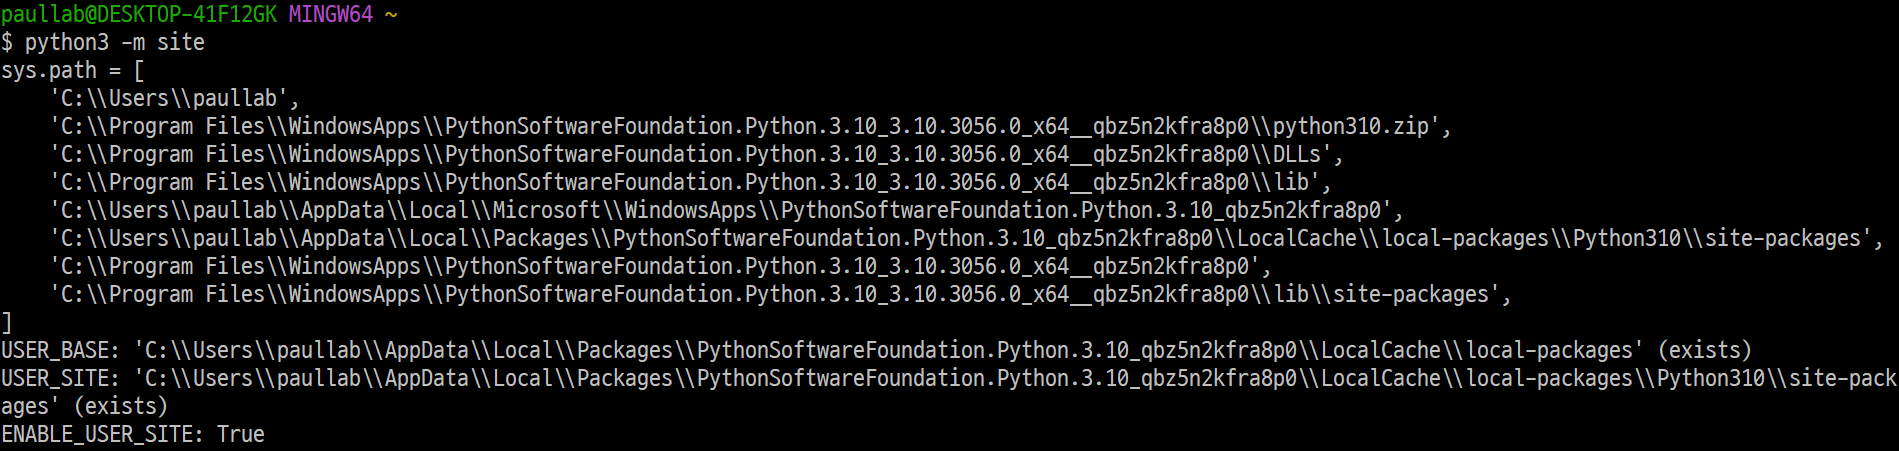 paullab@DESKTOP-41F12GK MINGW64 ~
$ python3 -m site
sys.path = [
    'C:\\Users\\paullab',
    'C:\\Program Files\\WindowsApps\\PythonSoftwareFoundation.Python.3.10_3.10.3056.0_x64__qbz5n2kfra8p0\\python310.zip',
    'C:\\Program Files\\WindowsApps\\PythonSoftwareFoundation.Python.3.10_3.10.3056.0_x64__qbz5n2kfra8p0\\DLLs',
    'C:\\Program Files\\WindowsApps\\PythonSoftwareFoundation.Python.3.10_3.10.3056.0_x64__qbz5n2kfra8p0\\lib',
    'C:\\Users\\paullab\\AppData\\Local\\Microsoft\\WindowsApps\\PythonSoftwareFoundation.Python.3.10_qbz5n2kfra8p0',
    'C:\\Users\\paullab\\AppData\\Local\\Packages\\PythonSoftwareFoundation.Python.3.10_qbz5n2kfra8p0\\LocalCache\\local-packages\\Python310\\site-packages',
    'C:\\Program Files\\WindowsApps\\PythonSoftwareFoundation.Python.3.10_3.10.3056.0_x64__qbz5n2kfra8p0',
    'C:\\Program Files\\WindowsApps\\PythonSoftwareFoundation.Python.3.10_3.10.3056.0_x64__qbz5n2kfra8p0\\lib\\site-packages',
]
USER_BASE: 'C:\\Users\\paullab\\AppData\\Local\\Packages\\PythonSoftwareFoundation.Python.3.10_qbz5n2kfra8p0\\LocalCache\\local-packages' (exists)
USER_SITE: 'C:\\Users\\paullab\\AppData\\Local\\Packages\\PythonSoftwareFoundation.Python.3.10_qbz5n2kfra8p0\\LocalCache\\local-packages\\Python310\\site-pack
ages' (exists)
ENABLE_USER_SITE: True